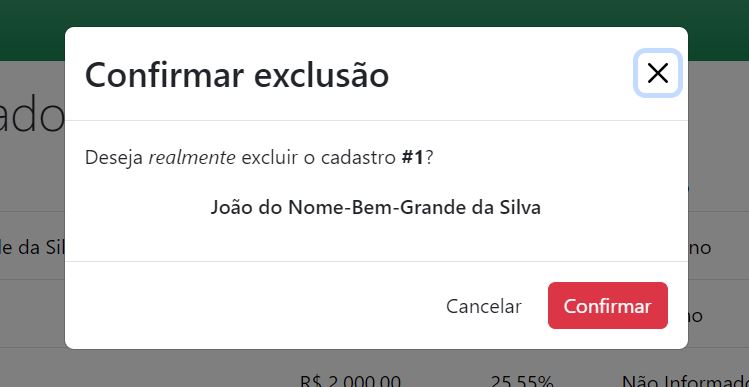 Confirmar exclusão
ado
Deseja realmente excluir o cadastro #1?
João do Nome-Bem-Grande da Silva
de da Sil
no
Cancelar
Confirmar
no
R$ 2.000,00
25,55%
Não Informado